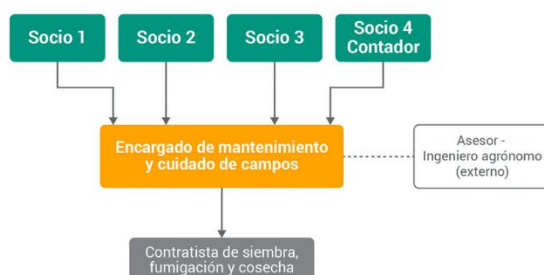 Socio 1
Socio 2
Socio 3
Socio 4
Contador
Encargado de mantenimiento
y cuidado de campos
Asesor -
Ingeniero agrónomo
(externo)
Contratista de siembra,
fumigación y cosecha